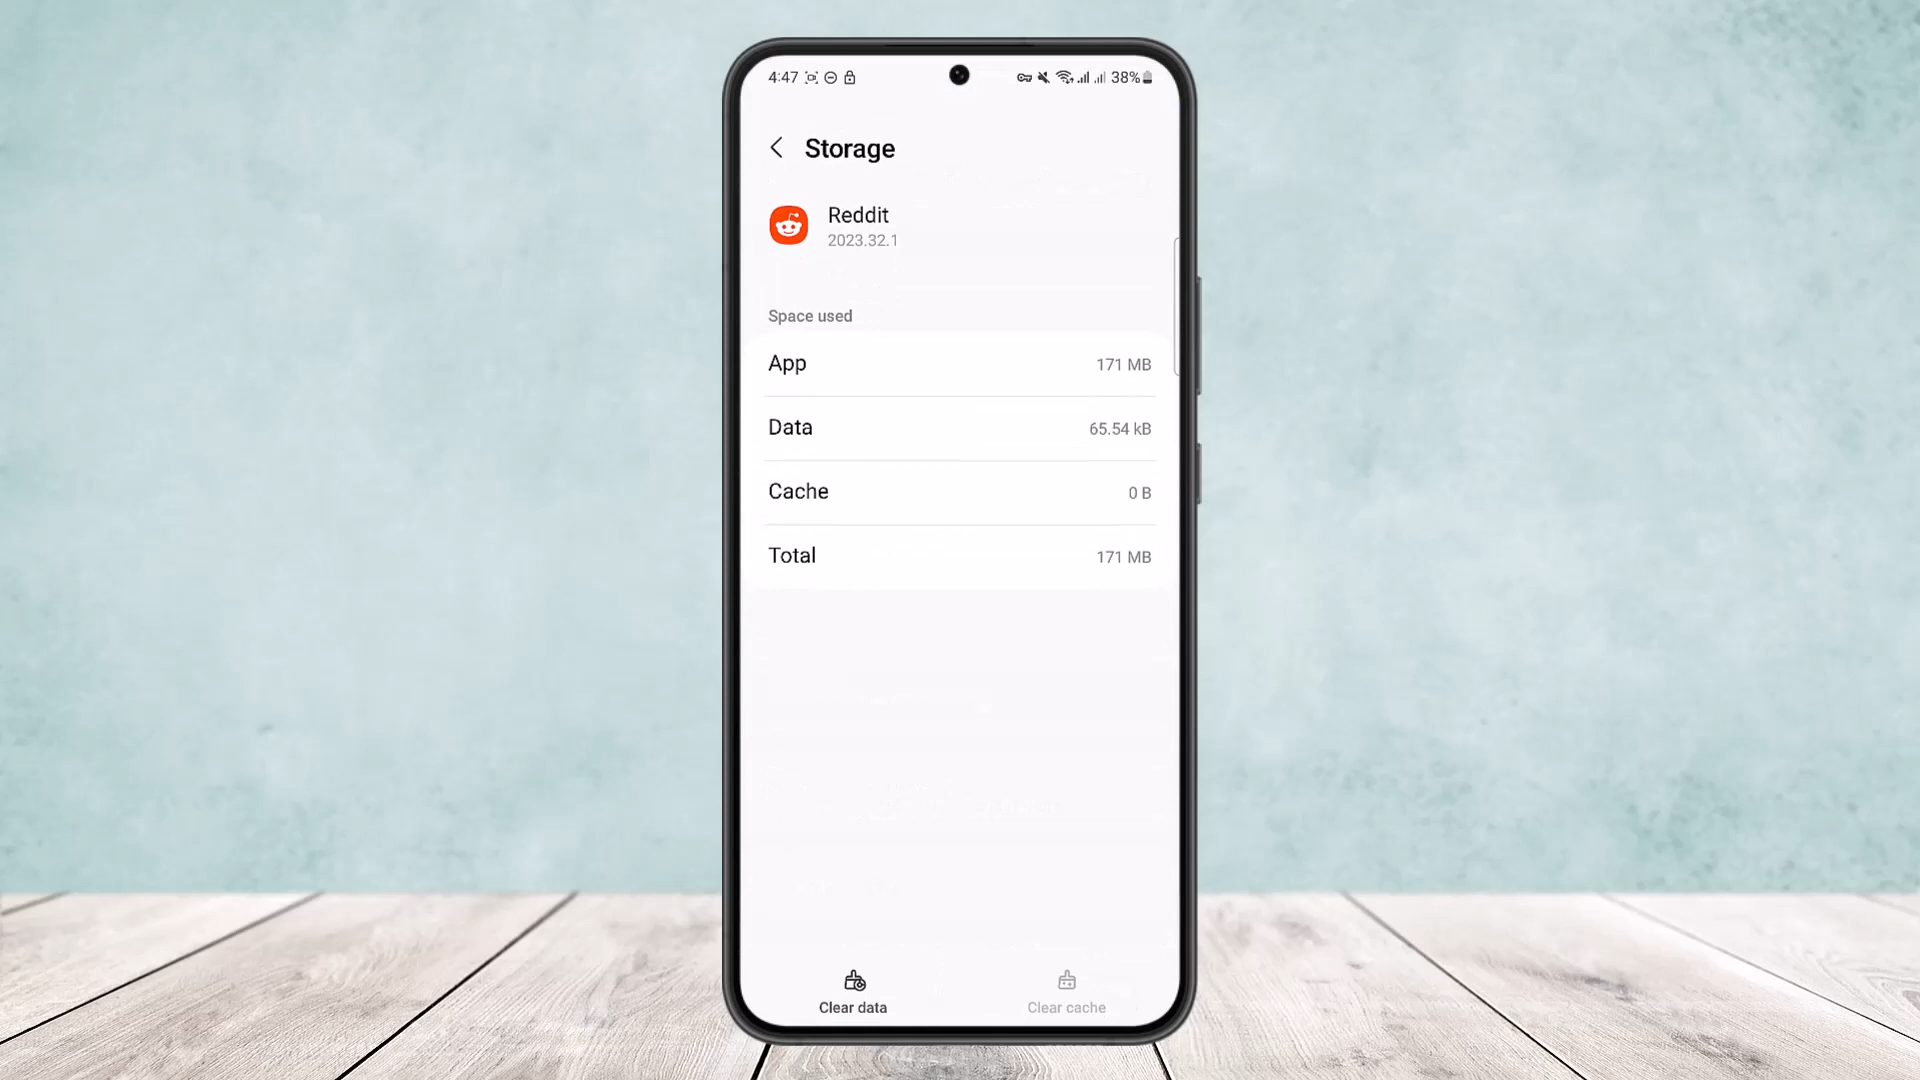 4:47 38%
Storage
Reddit
2023.32.1
Space used
App 171 MB
Data 65.54 kB
Cache 0 B
Total 171 MB
Clear data Clear cache